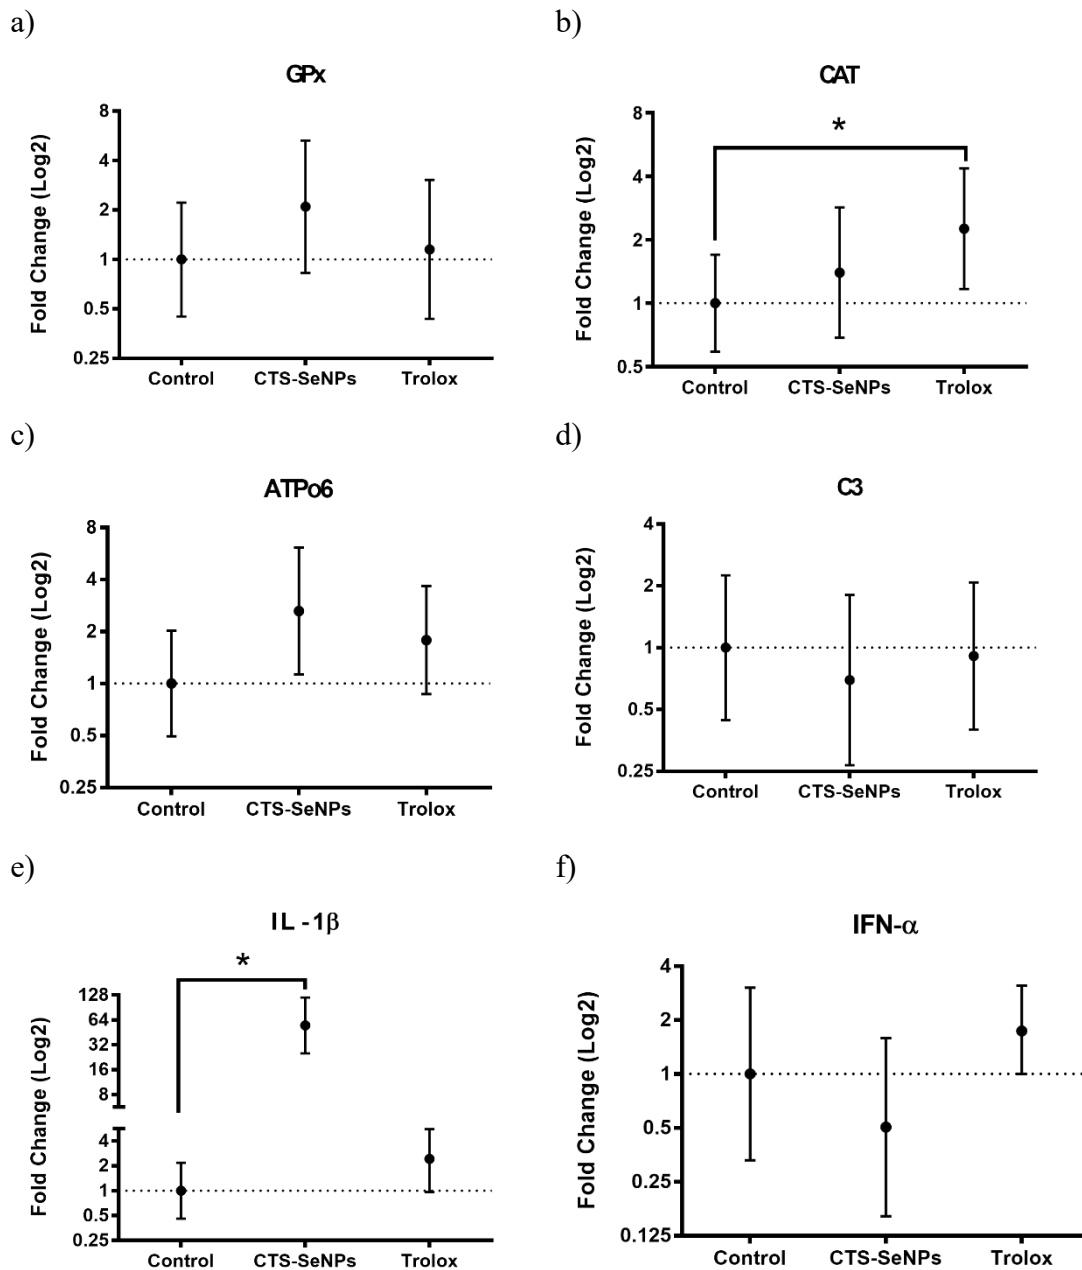 a)
GPx
Fold Change (Log2)
8
4
2
1
0.5
0.25
Control CTS-SeNPs Trolox
b)
CAT
*
Fold Change (Log2)
8
4
2
1
0.5
Control CTS-SeNPs Trolox
c)
ATPo6
Fold Change (Log2)
8
4
2
1
0.5
0.25
Control CTS-SeNPs Trolox
d)
C3
Fold Change (Log2)
4
2
1
0.5
0.25
Control CTS-SeNPs Trolox
e)
IL -1β
*
Fold Change (Log2)
128
64
32
16
8
4
2
1
0.5
0.25
Control CTS-SeNPs Trolox
f)
IFN-α
Fold Change (Log2)
4
2
1
0.5
0.25
0.125
Control CTS-SeNPs Trolox